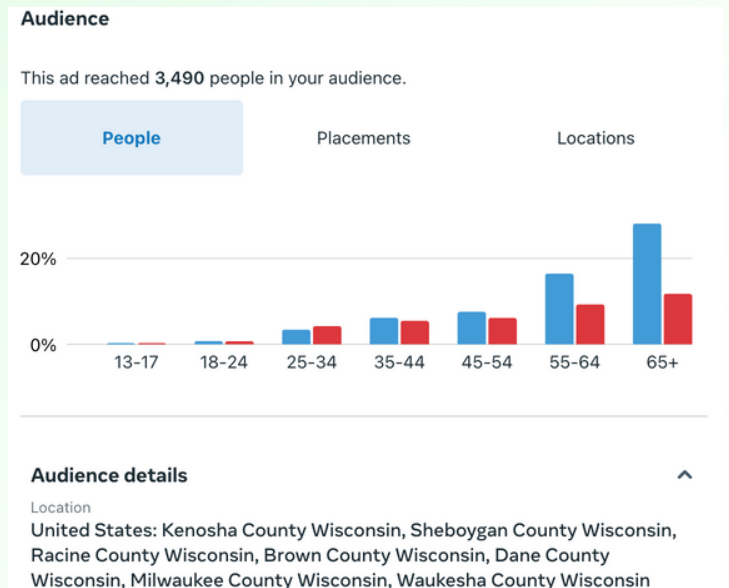 Audience
This ad reached 3,490 people in your audience.
People Placements Locations
20%
0%
13-17 18-24 25-34 35-44 45-54 55-64 65+
Audience details
Location
United States: Kenosha County Wisconsin, Sheboygan County Wisconsin,
Racine County Wisconsin, Brown County Wisconsin, Dane County
Wisconsin, Milwaukee County Wisconsin, Waukesha County Wisconsin